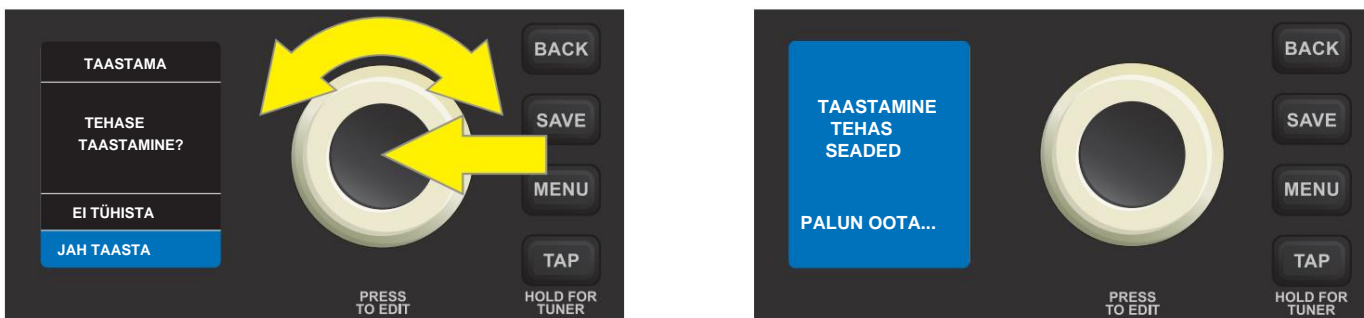 TAASTAMA
TEHASE
TAASTAMINE?
EI TÜHISTA
JAH TAASTA
BACK
SAVE
MENU
TAP
PRESS
TO EDIT
HOLD FOR
TUNER
TAASTAMINE
TEHAS
SEADED
PALUN OOTA...
BACK
SAVE
MENU
TAP
PRESS
TO EDIT
HOLD FOR
TUNER